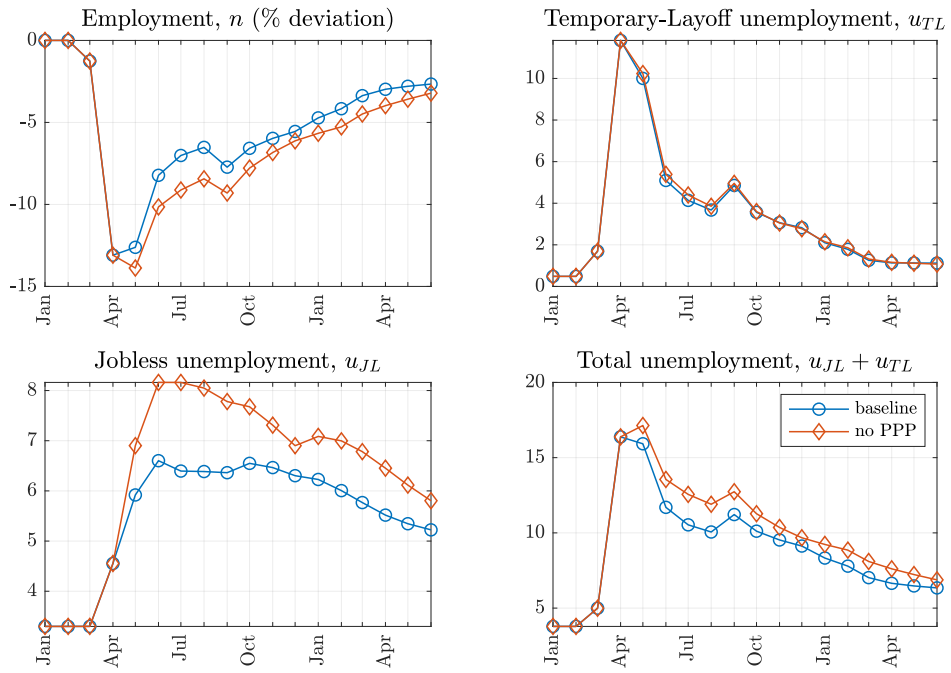 Employment, n (% deviation)
0
-5
-10
-15
Jan
Apr
Jul
Oct
Jan
Apr
Temporary-Layoff unemployment, u_TL
10
8
6
4
2
0
Jan
Apr
Jul
Oct
Jan
Apr
Jobless unemployment, u_JL
8
7
6
5
4
Jan
Apr
Jul
Oct
Jan
Apr
Total unemployment, u_JL + u_TL
20
15
10
5
Jan
Apr
Jul
Oct
Jan
Apr
baseline
no PPP